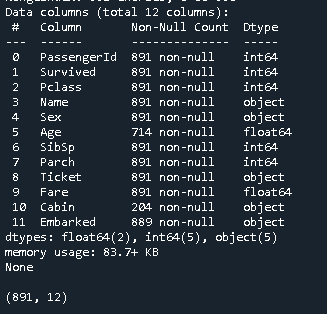 Data columns (total 12 columns):
 #   Column       Non-Null Count  Dtype
---  ------       --------------  -----
 0   PassengerId  891 non-null    int64
 1   Survived     891 non-null    int64
 2   Pclass       891 non-null    int64
 3   Name         891 non-null    object
 4   Sex          891 non-null    object
 5   Age          714 non-null    float64
 6   SibSp        891 non-null    int64
 7   Parch        891 non-null    int64
 8   Ticket       891 non-null    object
 9   Fare         891 non-null    float64
 10  Cabin        204 non-null    object
 11  Embarked     889 non-null    object
dtypes: float64(2), int64(5), object(5)
memory usage: 83.7+ KB
None
(891, 12)